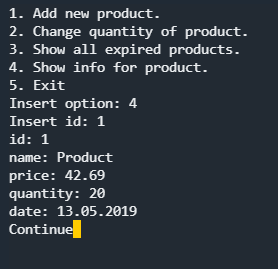 1. Add new product.
2. Change quantity of product.
3. Show all expired products.
4. Show info for product.
5. Exit
Insert option: 4
Insert id: 1
id: 1
name: Product
price: 42.69
quantity: 20
date: 13.05.2019
Continue